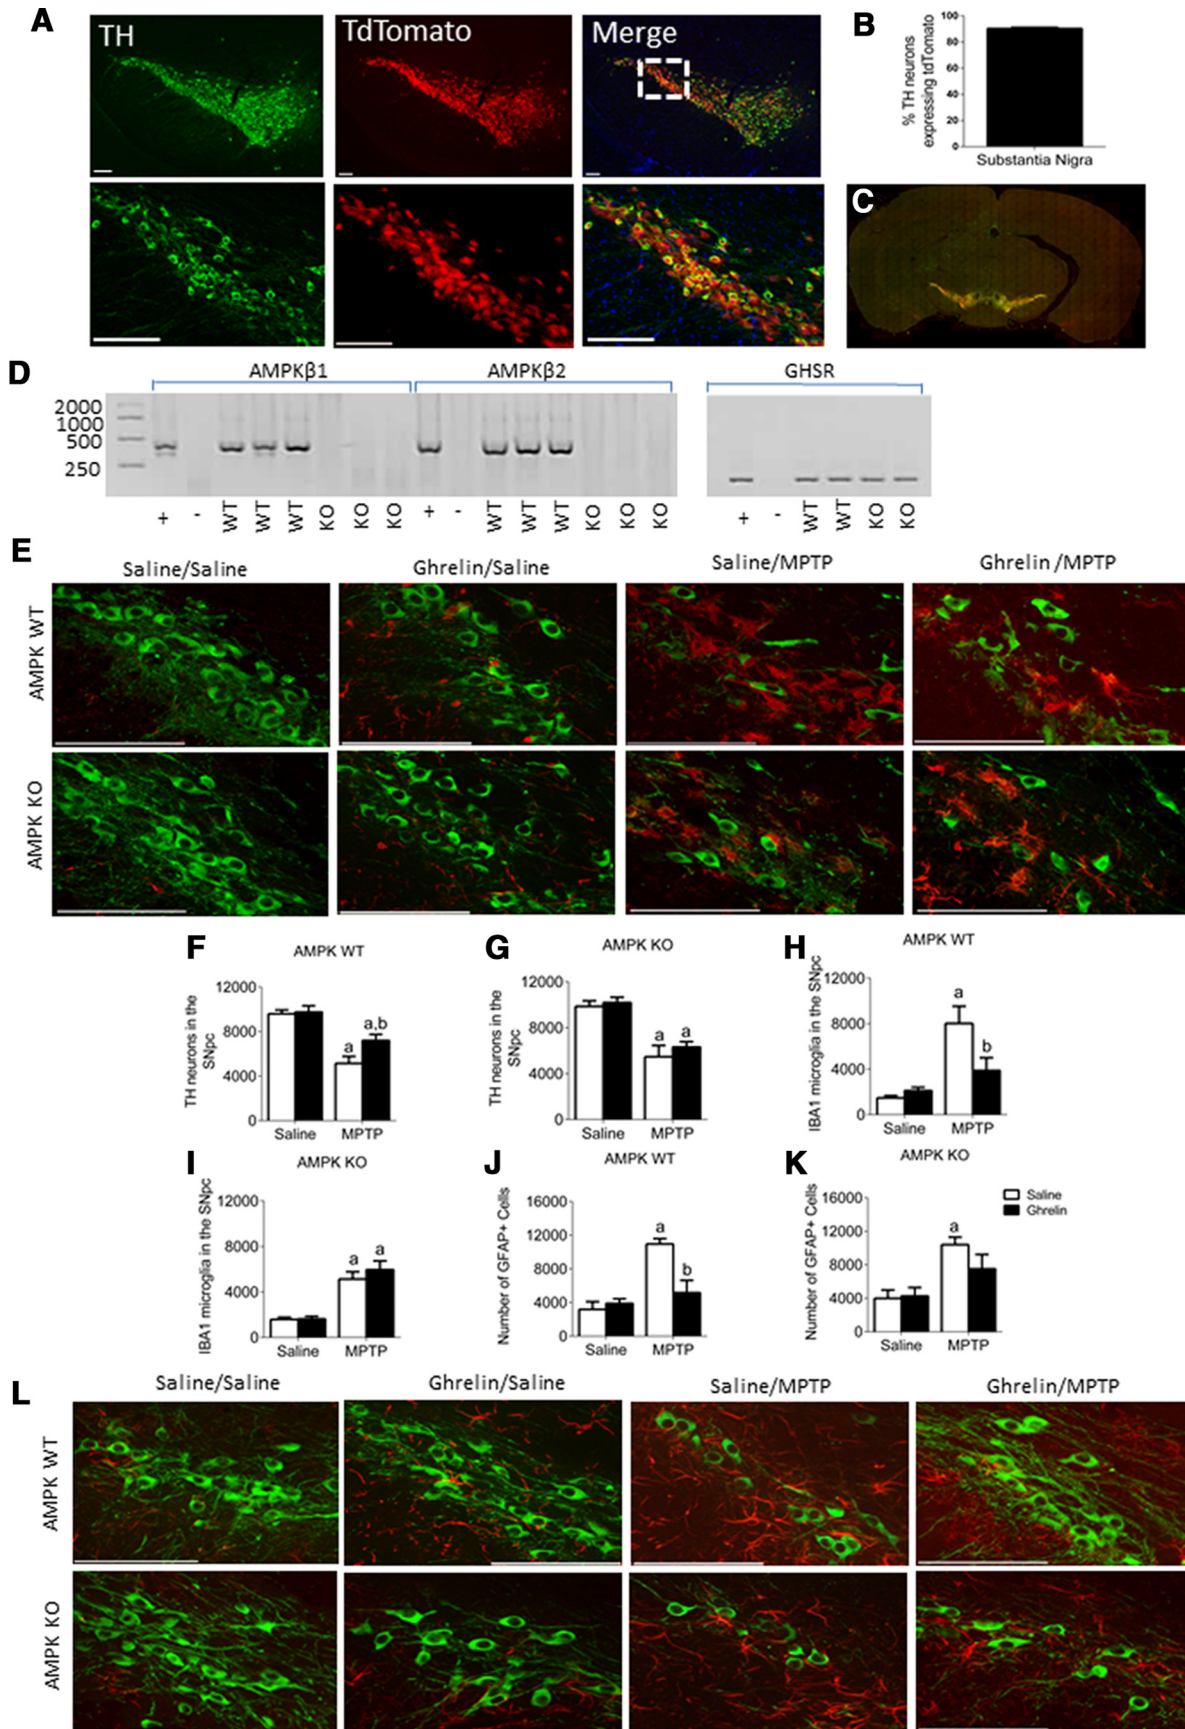 A
TH
TdTomato
Merge
B
% TH neurons
expressing tdTomato
100
80
60
40
20
0
Substantia Nigra
C
D
AMPKβ1
AMPKβ2
GHSR
2000
1000
500
250
+ - WT WT WT KO KO KO + - WT WT WT KO KO KO
+ - WT WT KO KO
E
Saline/Saline
Ghrelin/Saline
Saline/MPTP
Ghrelin/MPTP
AMPK WT
AMPK KO
F
AMPK WT
TH neurons in the
SNpc
12000
8000
4000
0
a
a,b
Saline
MPTP
G
AMPK KO
TH neurons in the
SNpc
12000
8000
4000
0
a
a
Saline
MPTP
H
AMPK WT
IBA1 microglia in the SNpc
12000
8000
4000
0
a
b
Saline
MPTP
I
AMPK KO
IBA1 microglia in the SNpc
12000
8000
4000
0
a
a
Saline
MPTP
J
AMPK WT
Number of GFAP+ Cells
16000
12000
8000
4000
0
a
b
Saline
MPTP
K
AMPK KO
Number of GFAP+ Cells
16000
12000
8000
4000
0
a
Saline
MPTP
Saline
Ghrelin
L
Saline/Saline
Ghrelin/Saline
Saline/MPTP
Ghrelin/MPTP
AMPK WT
AMPK KO